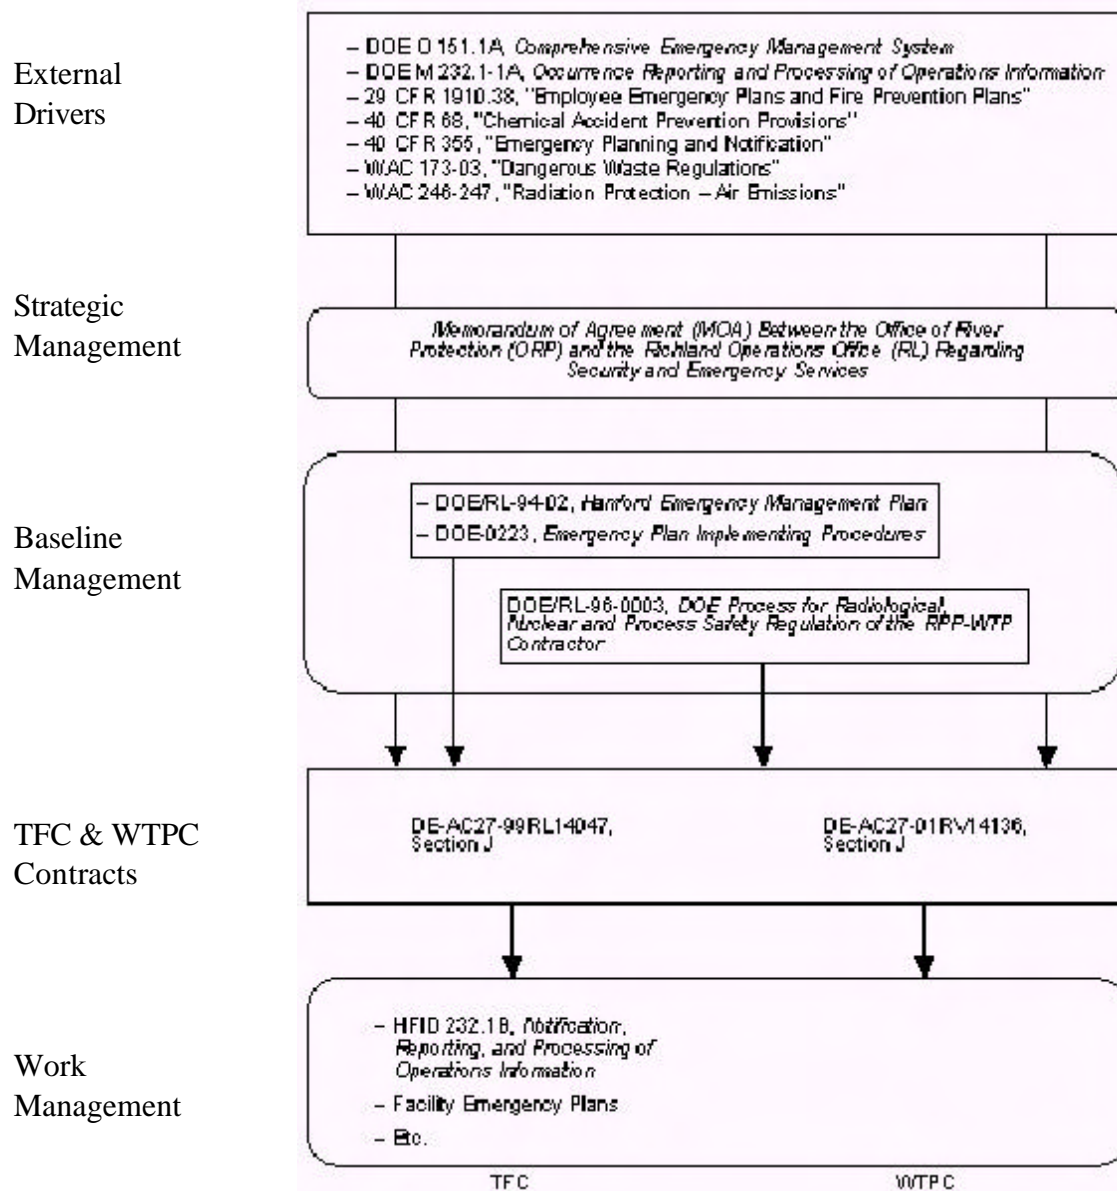 External
Drivers
– DOE O 151.1A, Comprehensive Emergency Management System
– DOE M 232.1-1A, Occurrence Reporting and Processing of Operations Information
– 29 CFR 1910.38, "Employee Emergency Plans and Fire Prevention Plans"
– 40 CFR 68, "Chemical Accident Prevention Provisions"
– 40 CFR 355, "Emergency Planning and Notification"
– WAC 173-03, "Dangerous Waste Regulations"
– WAC 246-247, "Radiation Protection – Air Emissions"
Strategic
Management
Memorandum of Agreement (MOA) Between the Office of River
Protection (ORP) and the Richland Operations Office (RL) Regarding
Security and Emergency Services
Baseline
Management
– DOE/RL-94-02, Hanford Emergency Management Plan
– DOE-0223, Emergency Plan Implementing Procedures
DOE/RL-96-0003, DOE Process for Radiological,
Nuclear and Process Safety Regulation of the RPP-WTP
Contractor
TFC & WTPC
Contracts
DE-AC27-99RL14047,
Section J
DE-AC27-01RV14136,
Section J
Work
Management
– HFID 232.1B, Notification,
Reporting, and Processing of
Operations Information
– Facility Emergency Plans
– Etc.
TFC
WTPC